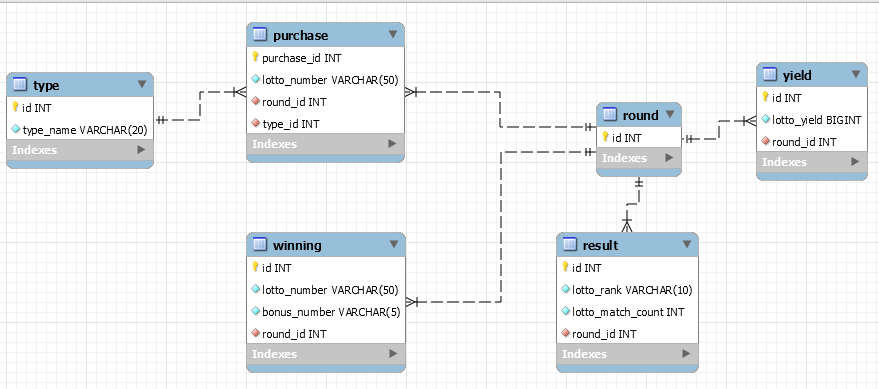 type
id INT
type_name VARCHAR(20)
Indexes
purchase
purchase_id INT
lotto_number VARCHAR(50)
round_id INT
type_id INT
Indexes
round
id INT
Indexes
yield
id INT
lotto_yield BIGINT
round_id INT
Indexes
winning
id INT
lotto_number VARCHAR(50)
bonus_number VARCHAR(5)
round_id INT
Indexes
result
id INT
lotto_rank VARCHAR(10)
lotto_match_count INT
round_id INT
Indexes